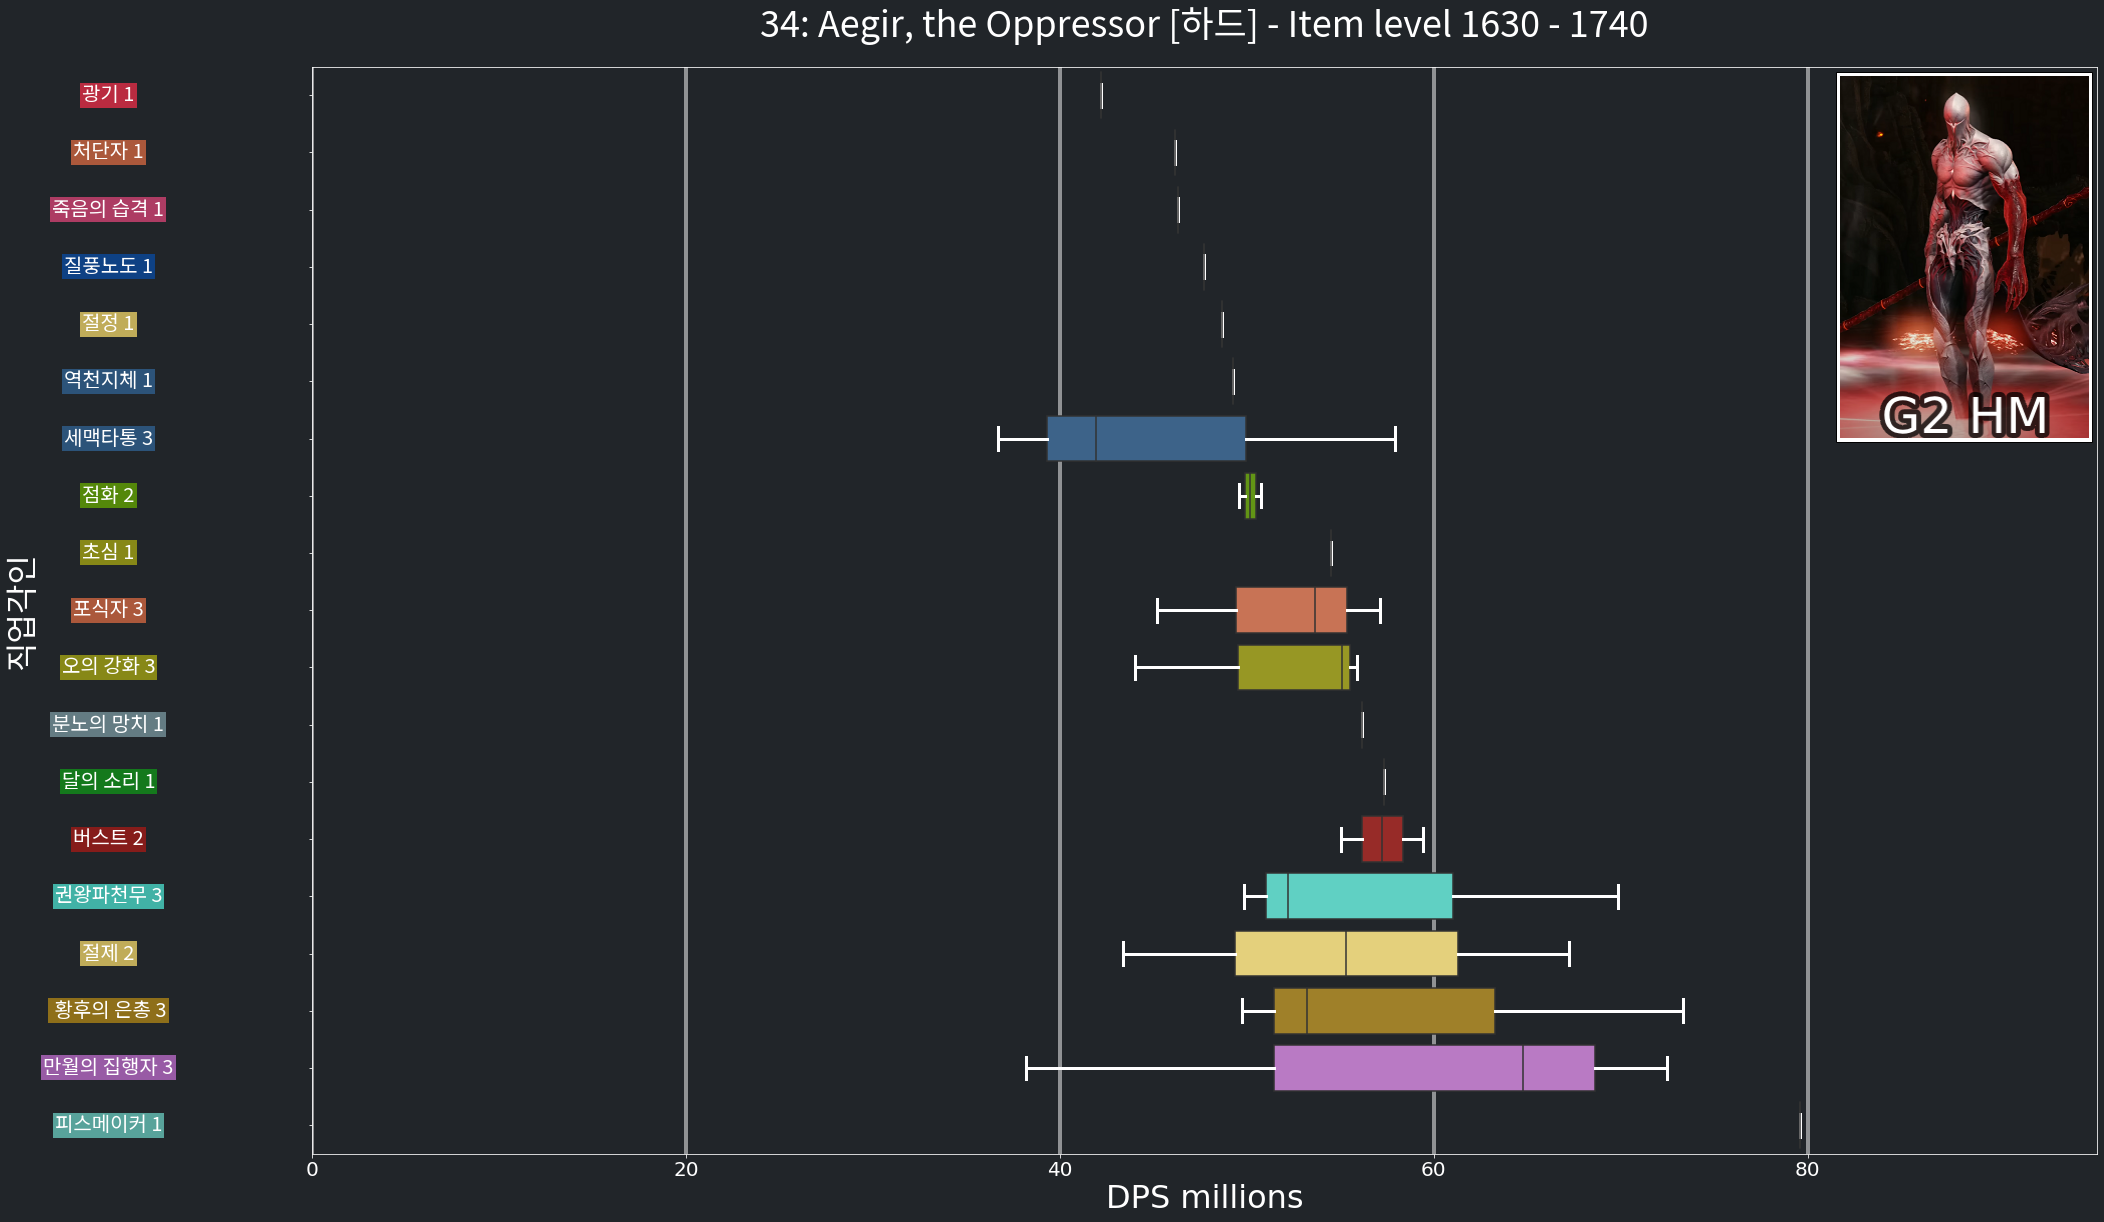 34: Aegir, the Oppressor [하드] - Item level 1630 - 1740
직업각인
광기 1
처단자 1
죽음의 습격 1
질풍노도 1
절정 1
역천지체 1
세맥타통 3
점화 2
초심 1
포식자 3
오의 강화 3
분노의 망치 1
달의 소리 1
버스트 2
권왕파천무 3
절제 2
황후의 은총 3
만월의 집행자 3
피스메이커 1
G2 HM
0 20 40 60 80
DPS millions